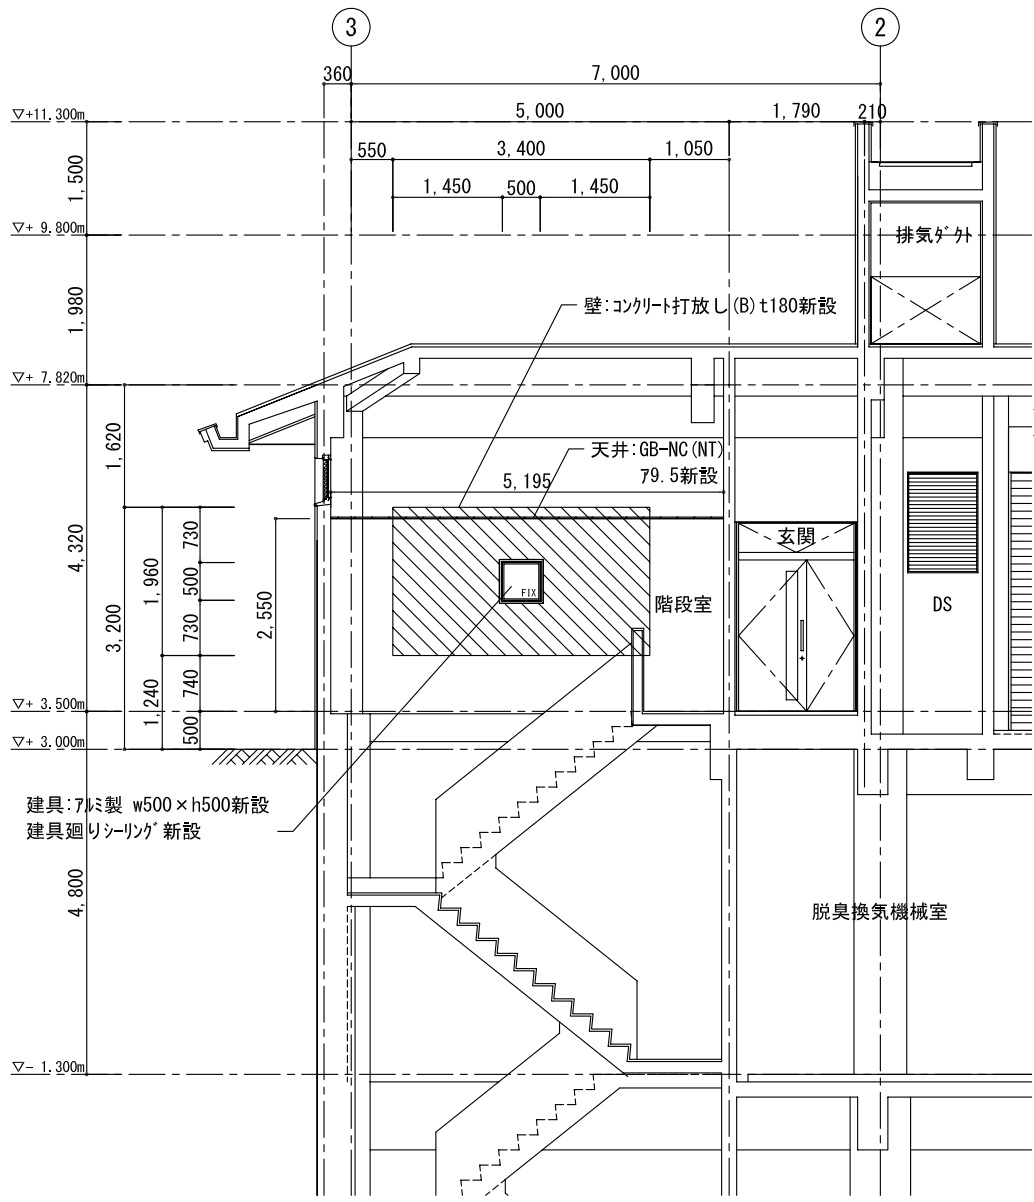 3
2
360
7,000
▽+11.300m
5,000
1,790
210
550
3,400
1,050
1,450
500
1,450
1,500
▽+ 9.800m
排気ﾀﾞｸﾄ
1,980
壁:ｺﾝｸﾘｰﾄ打放し(B)t180新設
▽+ 7.820m
1,620
天井:GB-NC(NT)
ｱ9.5新設
5,195
4,320
3,200
1,960
730
500
730
2,550
玄関
FIX
階段室
DS
1,240
740
500
▽+ 3.500m
▽+ 3.000m
建具:ｱﾙﾐ製 w500×h500新設
建具廻りｼｰﾘﾝｸﾞ新設
4,800
脱臭換気機械室
▽- 1.300m